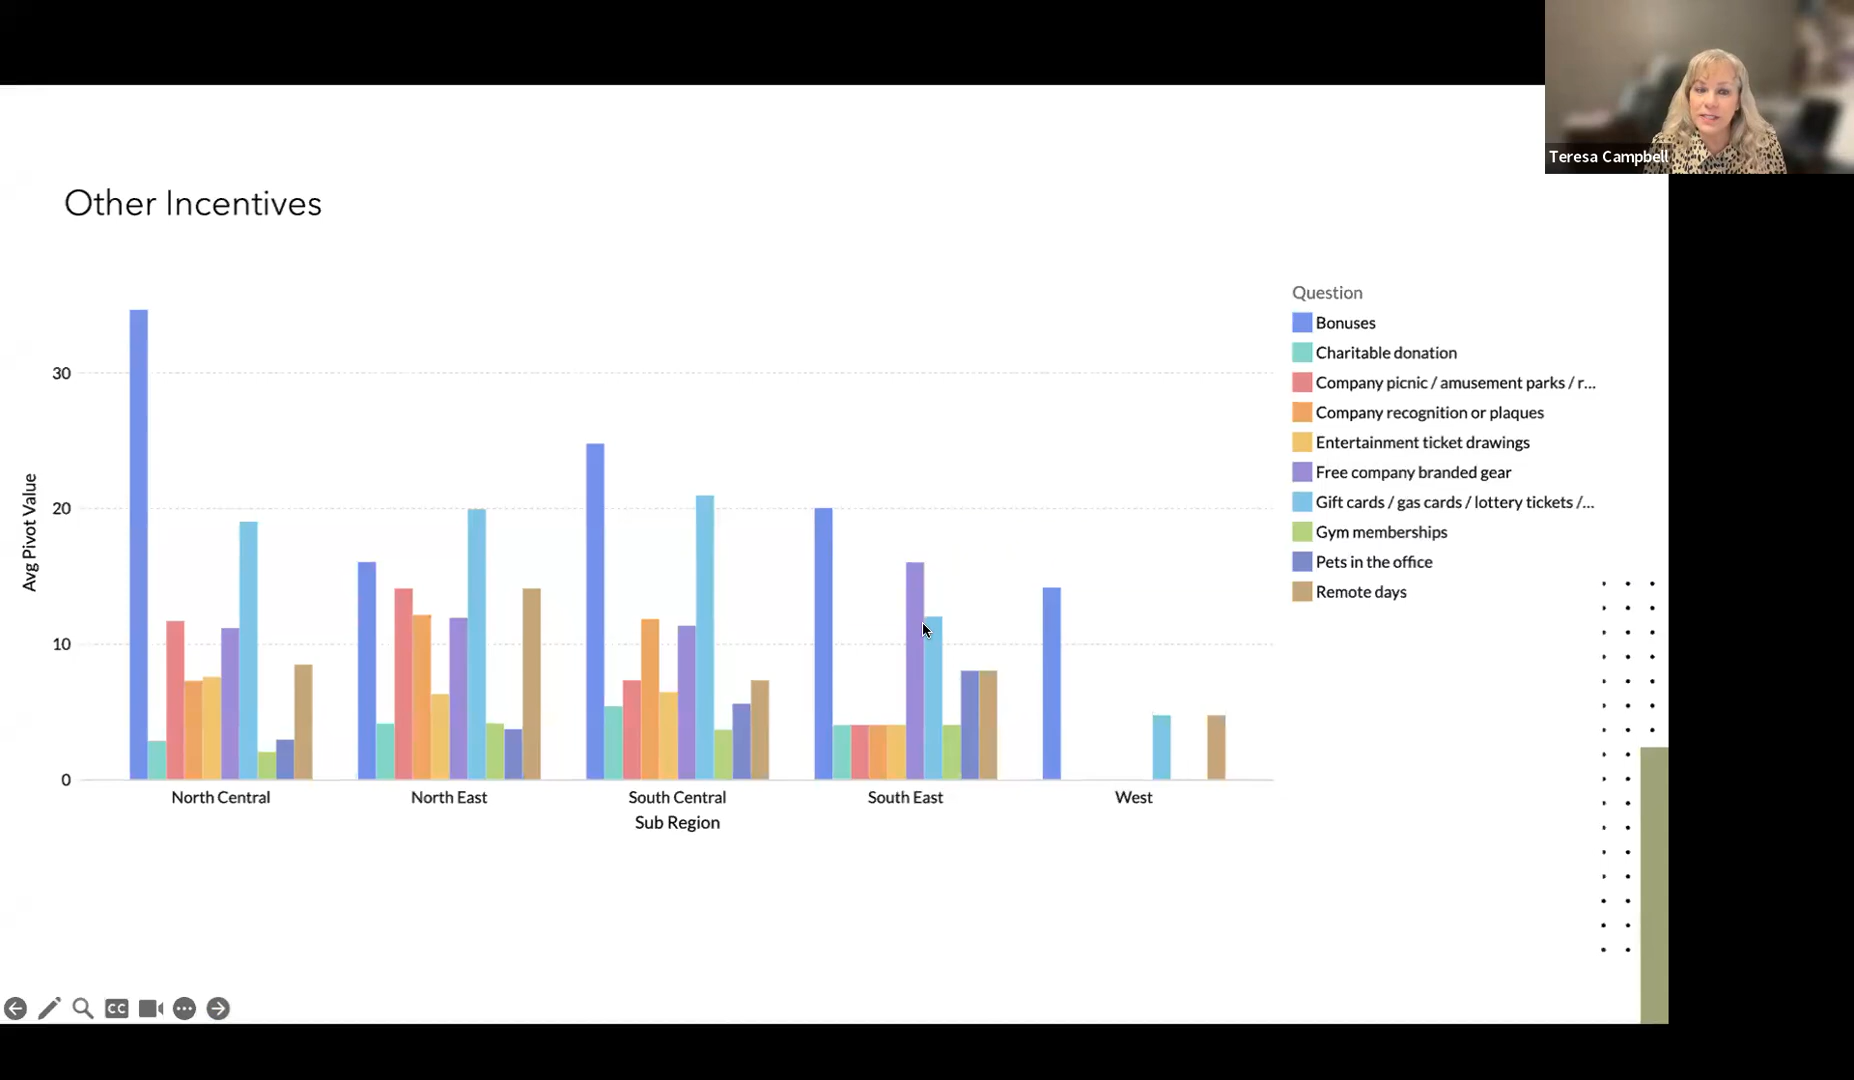 Teresa Campbell
Other Incentives
Question
Bonuses
Charitable donation
Company picnic / amusement parks / r...
Company recognition or plaques
Entertainment ticket drawings
Free company branded gear
Gift cards / gas cards / lottery tickets /...
Gym memberships
Pets in the office
Remote days
Avg Pivot Value
30
20
10
0
North Central North East South Central South East West
Sub Region
CC